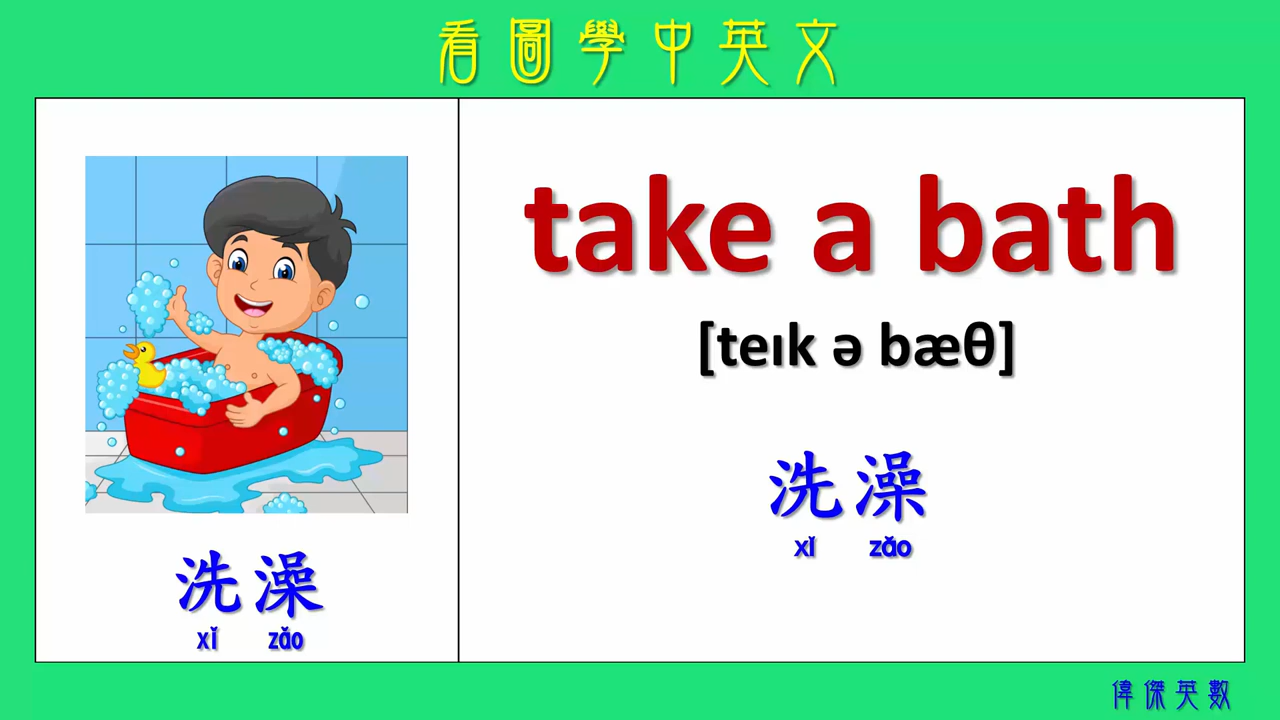 看圖學中英文
洗澡
xǐ zǎo
take a bath
[teɪk ə bæθ]
洗澡
xǐ zǎo
偉傑英數